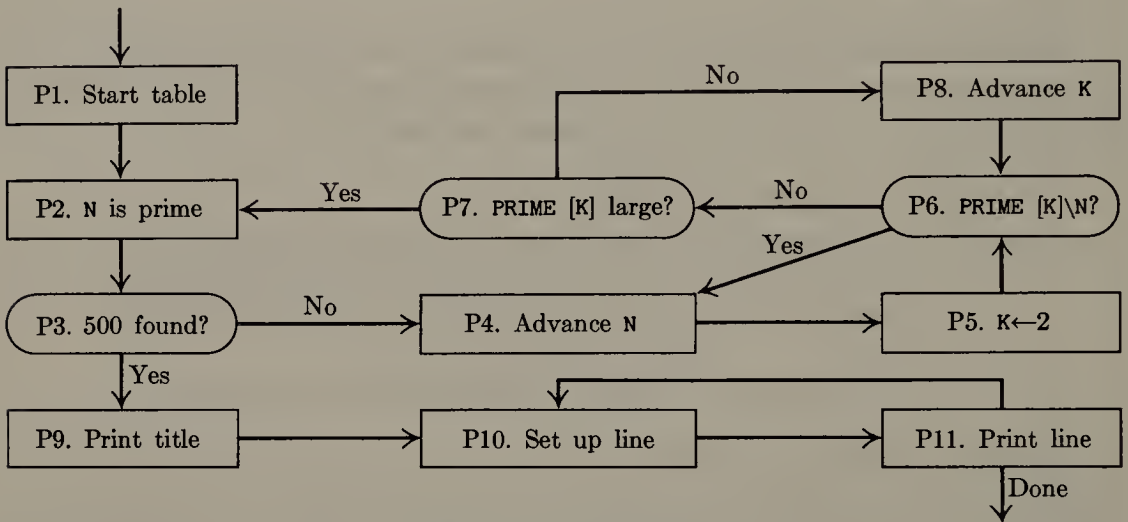 P1. Start table
No
P8. Advance K
P2. N is prime
Yes
P7. PRIME [K] large?
No
P6. PRIME [K]\N?
Yes
P3. 500 found?
No
P4. Advance N
P5. K←2
Yes
P9. Print title
P10. Set up line
P11. Print line
Done